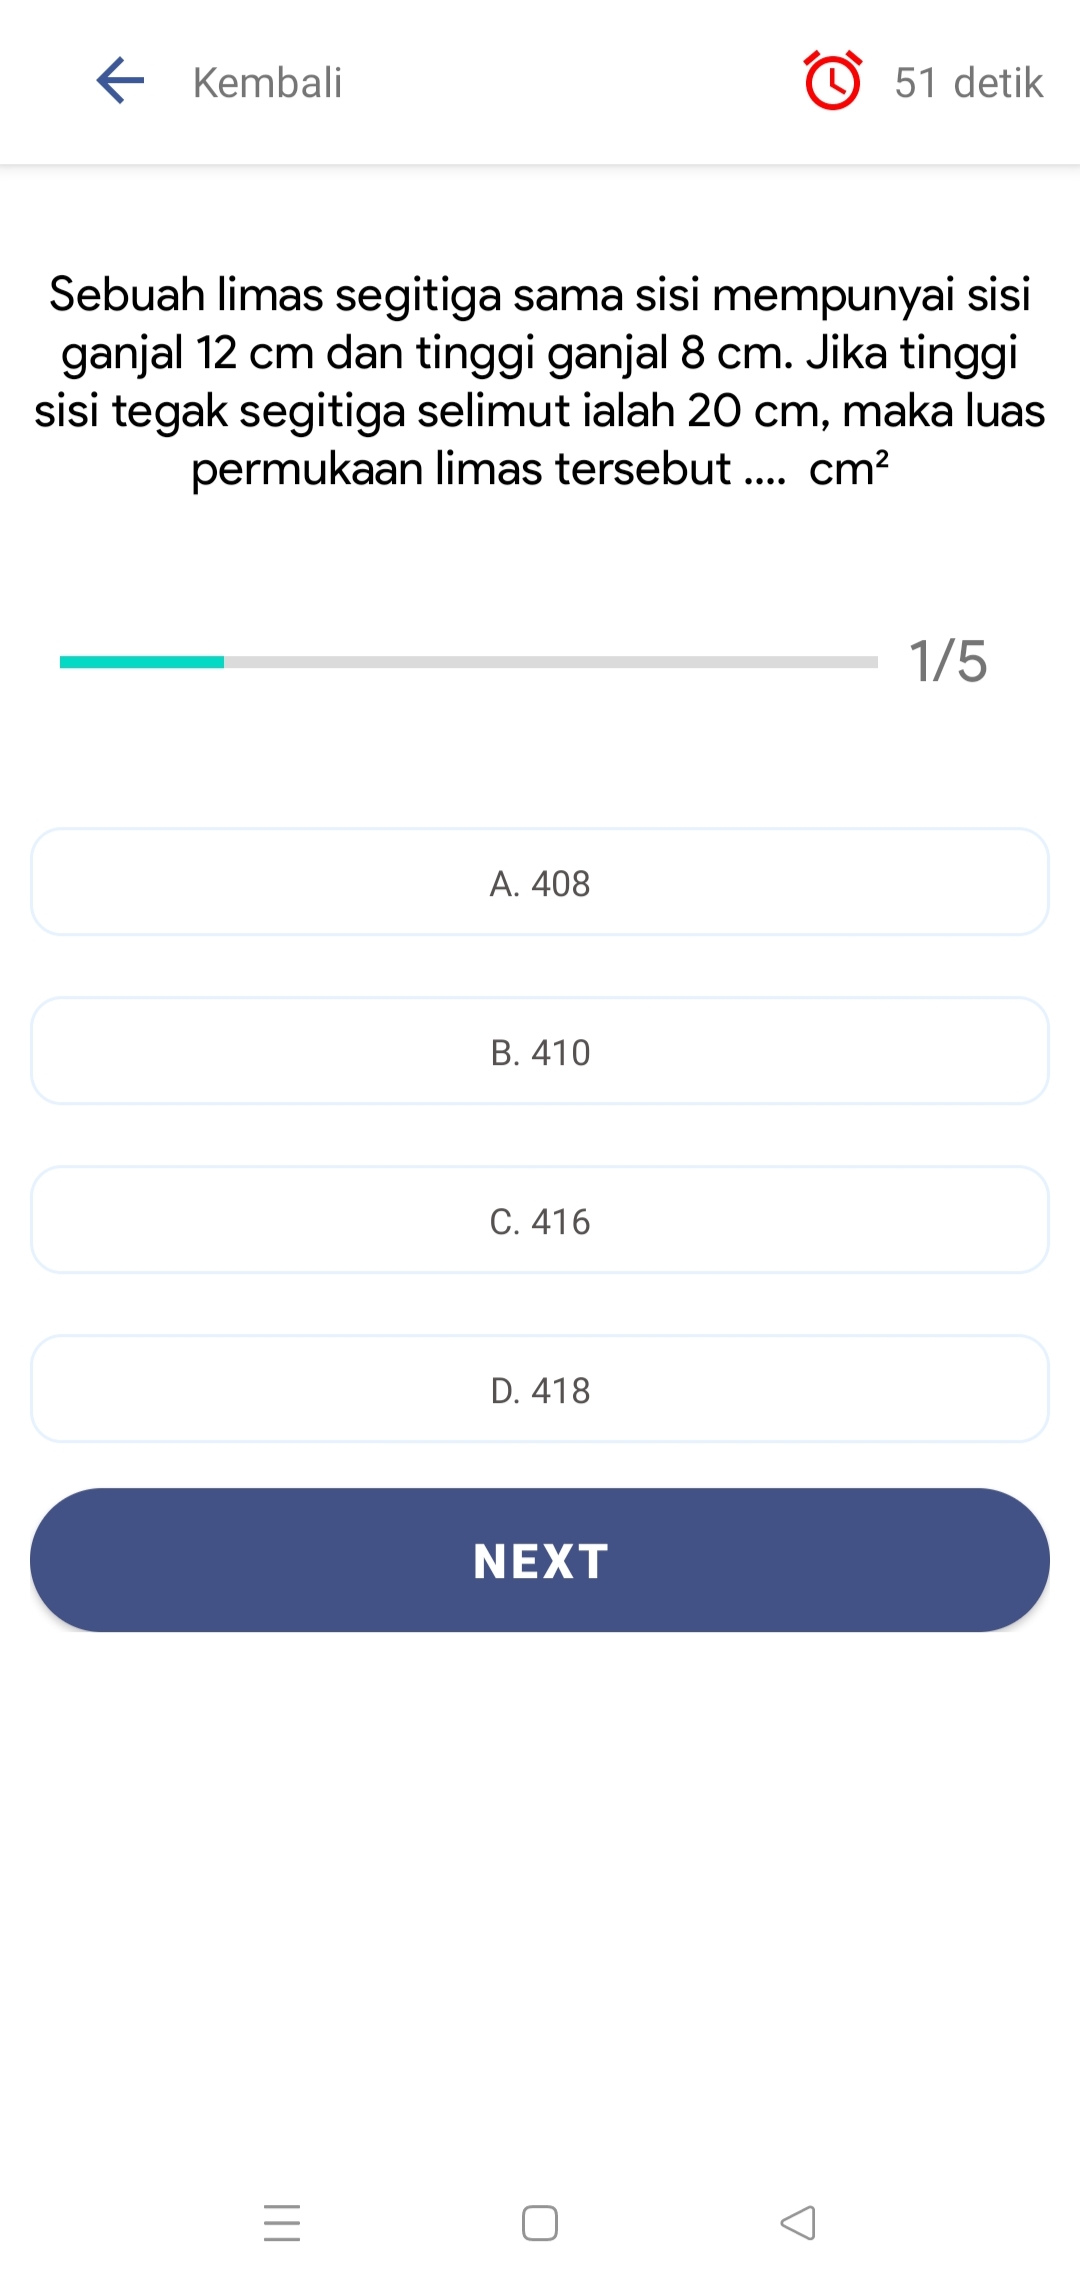 Kembali
51 detik
Sebuah limas segitiga sama sisi mempunyai sisi
ganjal 12 cm dan tinggi ganjal 8 cm. Jika tinggi
sisi tegak segitiga selimut ialah 20 cm, maka luas
permukaan limas tersebut .... cm²
1/5
A. 408
B. 410
C. 416
D. 418
NEXT